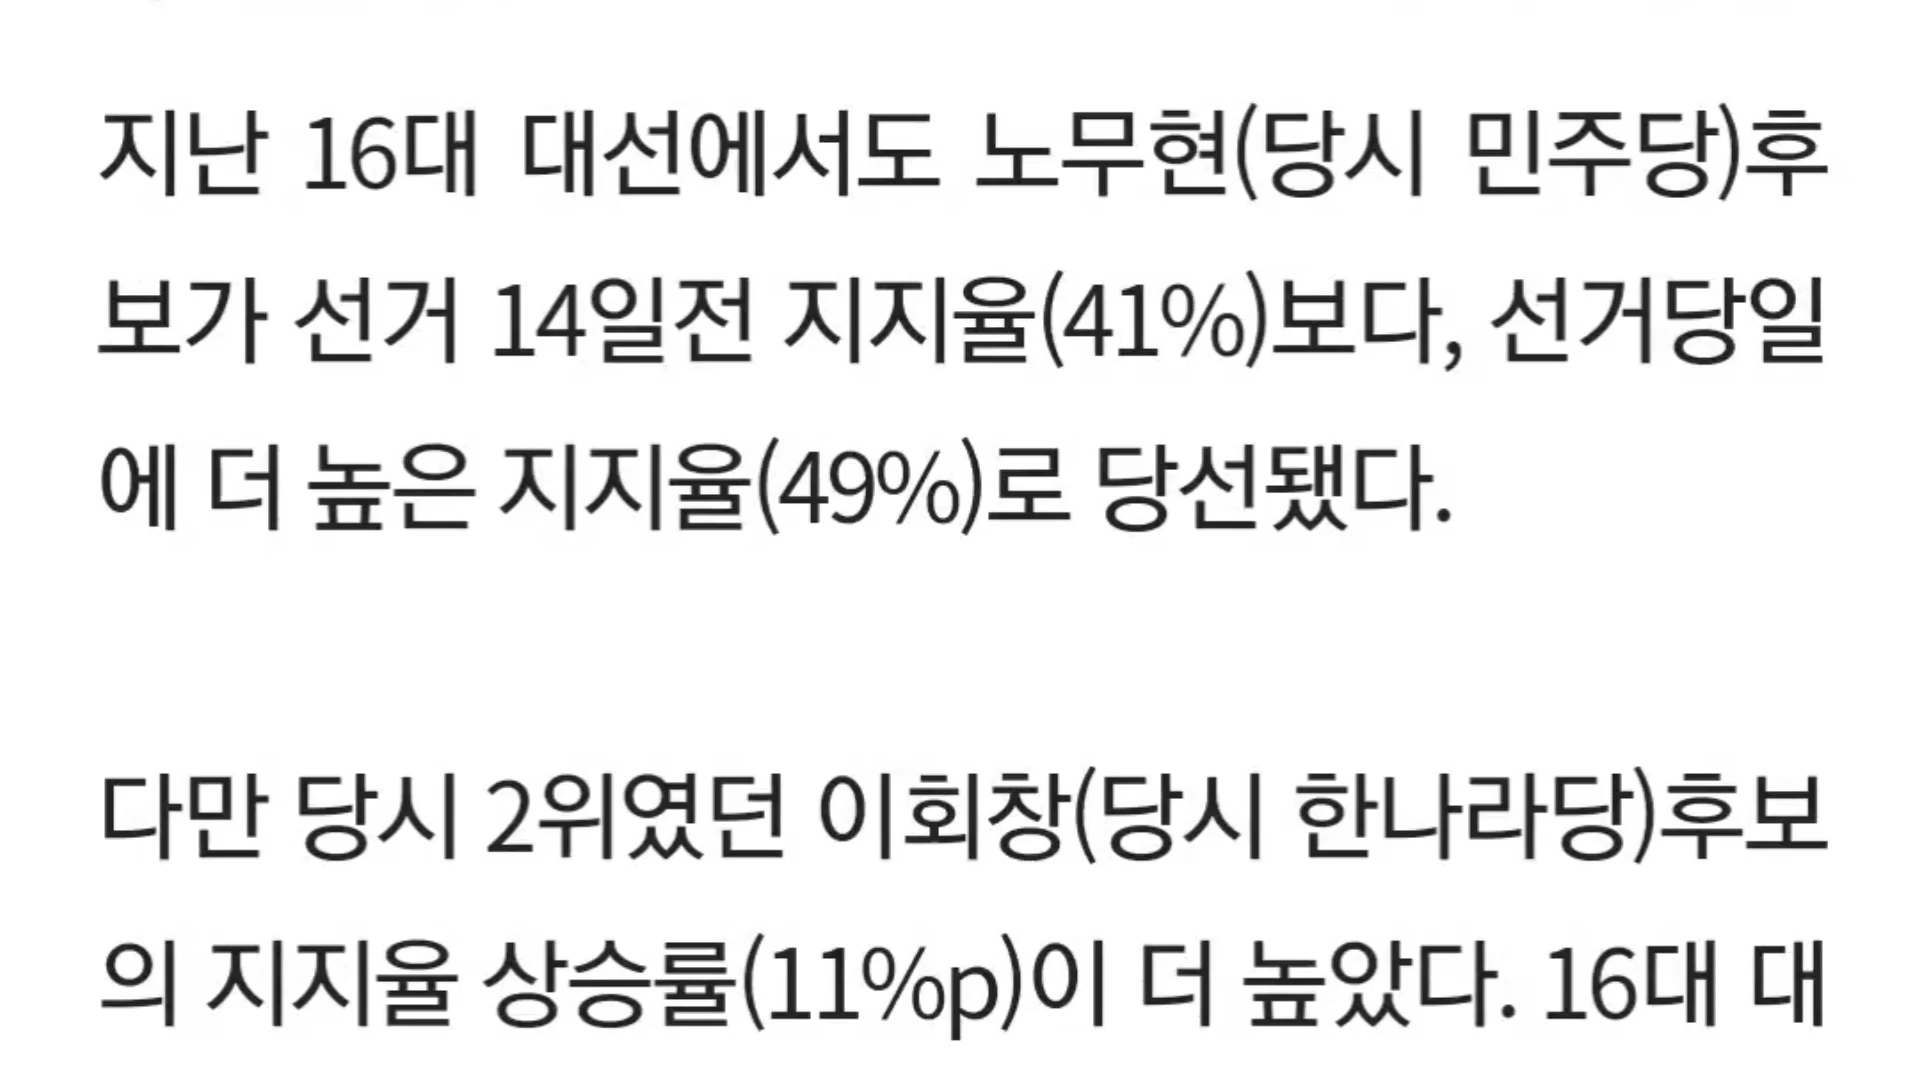 지난 16대 대선에서도 노무현(당시 민주당)후
보가 선거 14일전 지지율(41%)보다, 선거당일
에 더 높은 지지율(49%)로 당선됐다.
다만 당시 2위였던 이회창(당시 한나라당)후보
의 지지율 상승률(11%p)이 더 높았다. 16대 대